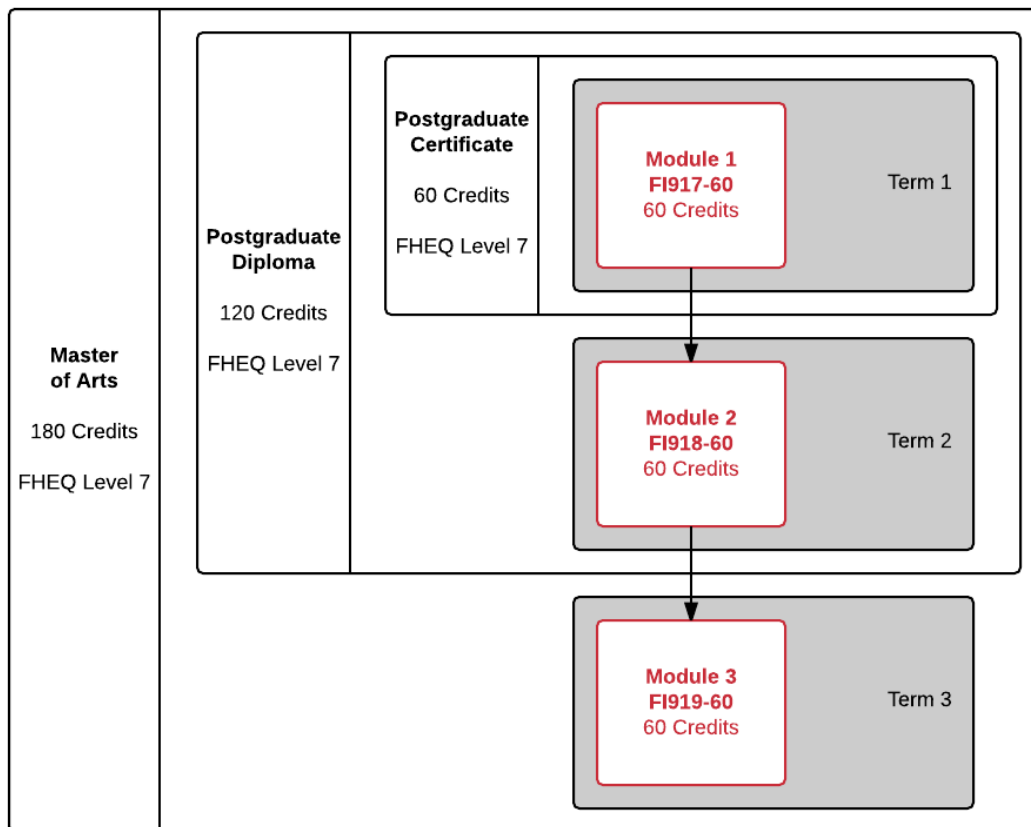 Master
of Arts
180 Credits
FHEQ Level 7
Postgraduate
Diploma
120 Credits
FHEQ Level 7
Postgraduate
Certificate
60 Credits
FHEQ Level 7
Module 1
FI917-60
60 Credits
Term 1
Module 2
FI918-60
60 Credits
Term 2
Module 3
FI919-60
60 Credits
Term 3